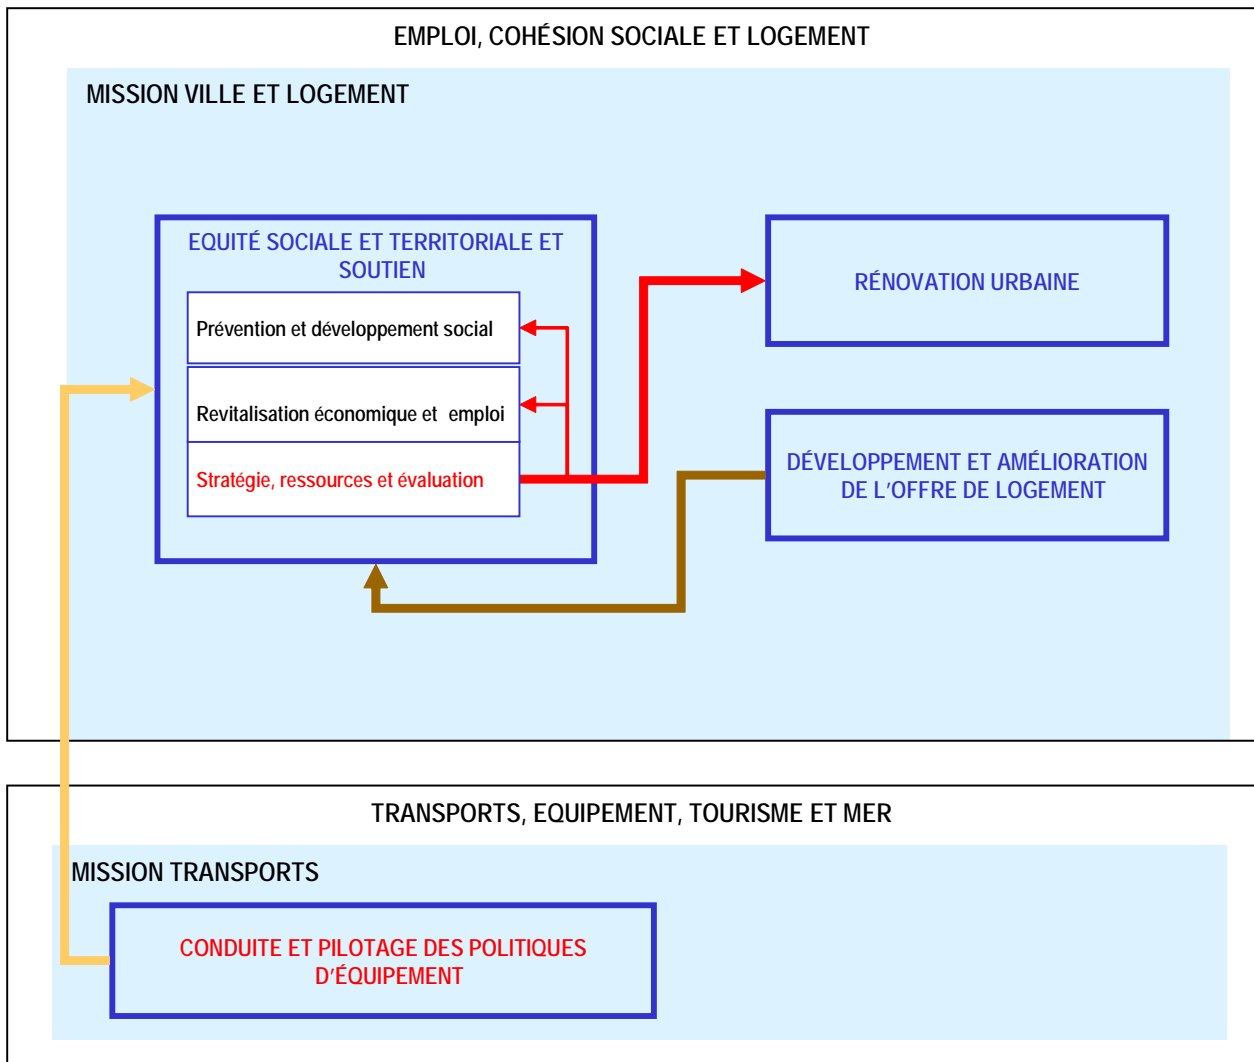 EMPLOI, COHÉSION SOCIALE ET LOGEMENT
MISSION VILLE ET LOGEMENT
EQUITÉ SOCIALE ET TERRITORIALE ET
SOUTIEN
Prévention et développement social
Revitalisation économique et emploi
Stratégie, ressources et évaluation
RÉNOVATION URBAINE
DÉVELOPPEMENT ET AMÉLIORATION
DE L'OFFRE DE LOGEMENT
TRANSPORTS, EQUIPEMENT, TOURISME ET MER
MISSION TRANSPORTS
CONDUITE ET PILOTAGE DES POLITIQUES
D'ÉQUIPEMENT